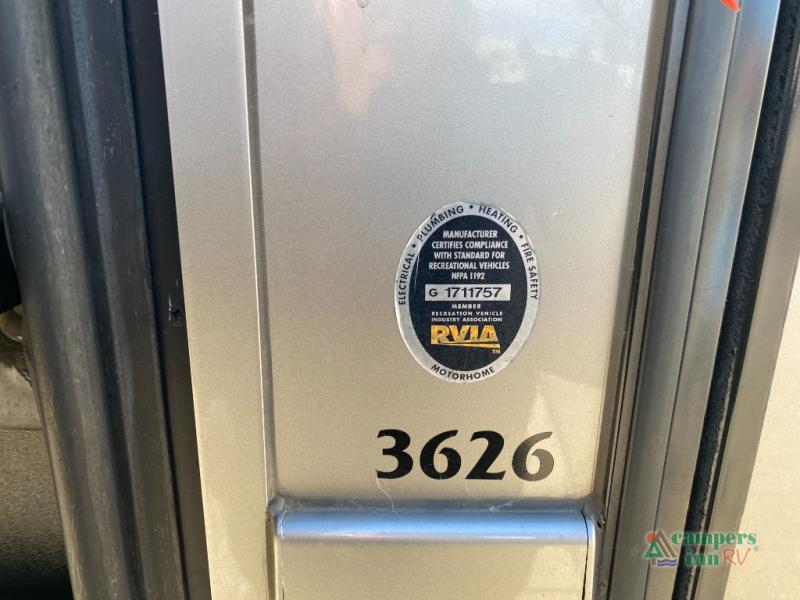 ELECTRICAL • PLUMBING • HEATING • FIRE SAFETY
MANUFACTURER
CERTIFIES COMPLIANCE
WITH STANDARD FOR
RECREATIONAL VEHICLES
NFPA 1192
G 1711757
MEMBER
RECREATION VEHICLE
INDUSTRY ASSOCIATION
RVIA
TM
MOTORHOME
3626
campers
inn RV®